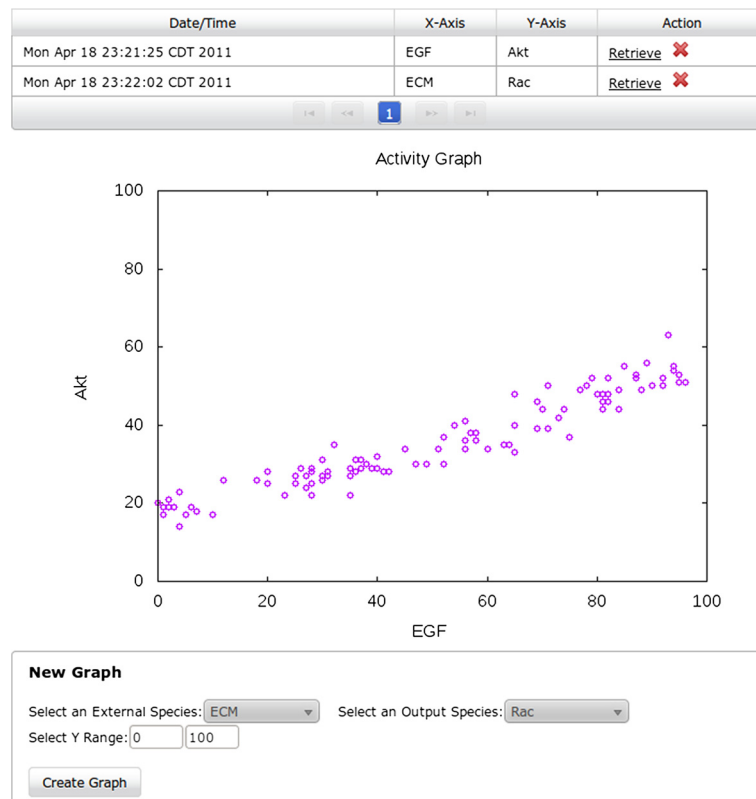 Date/Time X-Axis Y-Axis Action
Mon Apr 18 23:21:25 CDT 2011 EGF Akt Retrieve
Mon Apr 18 23:22:02 CDT 2011 ECM Rac Retrieve
1
Activity Graph
100
80
60
40
20
0
Akt
0 20 40 60 80 100
EGF
New Graph
Select an External Species: ECM Select an Output Species: Rac
Select Y Range: 0 100
Create Graph